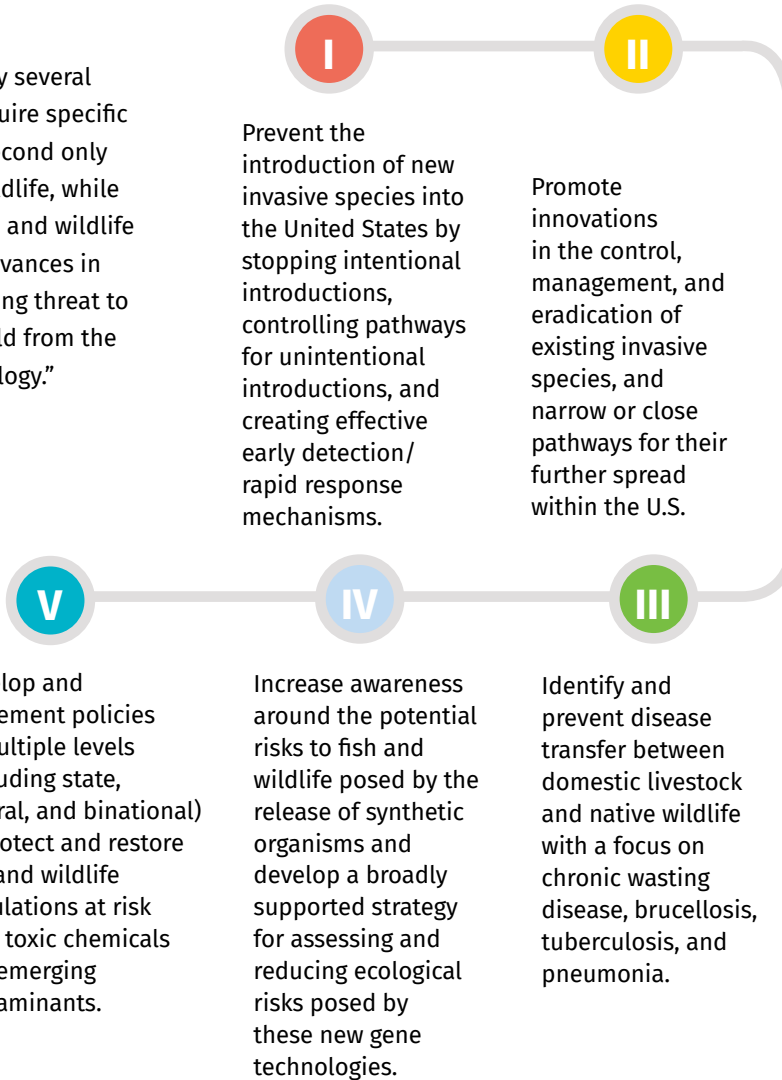 y several
uire specific
cond only
dlife, while
and wildlife
vances in
ing threat to
ld from the
logy.”
I
Prevent the
introduction of new
invasive species into
the United States by
stopping intentional
introductions,
controlling pathways
for unintentional
introductions, and
creating effective
early detection/
rapid response
mechanisms.
II
Promote
innovations
in the control,
management, and
eradication of
existing invasive
species, and
narrow or close
pathways for their
further spread
within the U.S.
III
Identify and
prevent disease
transfer between
domestic livestock
and native wildlife
with a focus on
chronic wasting
disease, brucellosis,
tuberculosis, and
pneumonia.
IV
Increase awareness
around the potential
risks to fish and
wildlife posed by the
release of synthetic
organisms and
develop a broadly
supported strategy
for assessing and
reducing ecological
risks posed by
these new gene
technologies.
V
lop and
ement policies
ultiple levels
uding state,
ral, and binational)
otect and restore
and wildlife
ulations at risk
toxic chemicals
emerging
aminants.